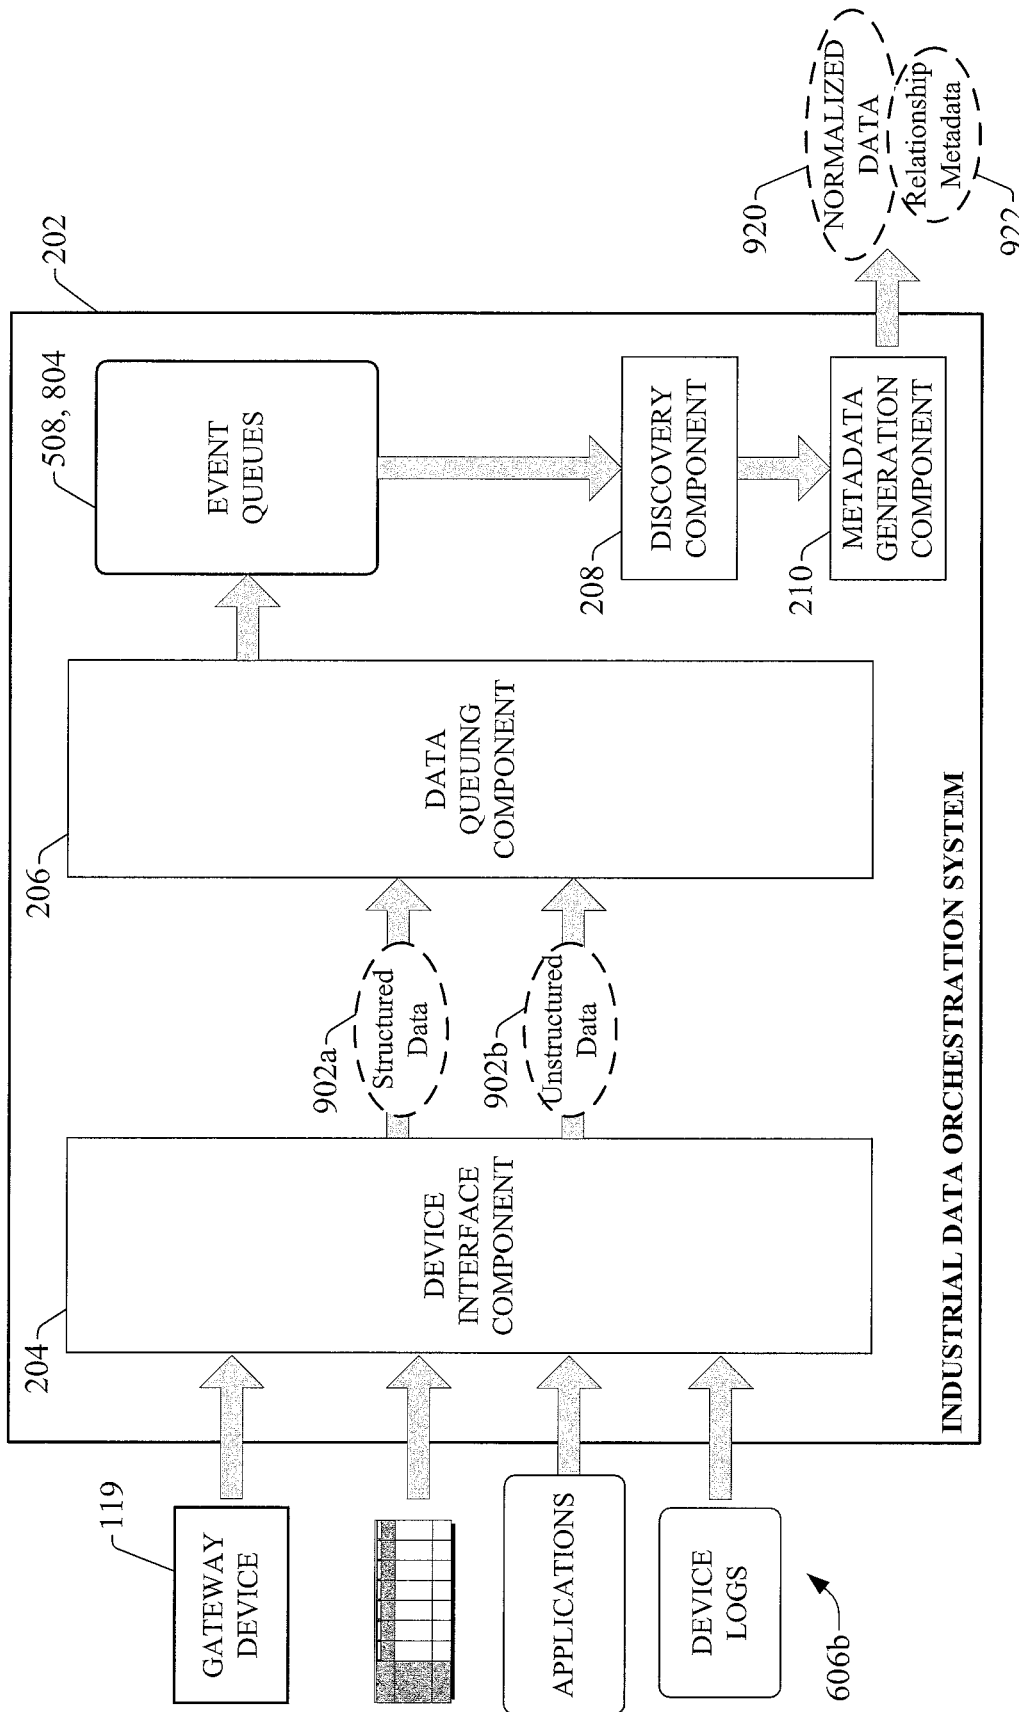 119
GATEWAY
DEVICE
APPLICATIONS
DEVICE
LOGS
606b
204
DEVICE
INTERFACE
COMPONENT
902a
Structured
Data
902b
Unstructured
Data
206
DATA
QUEUING
COMPONENT
508, 804
EVENT
QUEUES
208
DISCOVERY
COMPONENT
210
METADATA
GENERATION
COMPONENT
202
INDUSTRIAL DATA ORCHESTRATION SYSTEM
920
NORMALIZED
DATA
Relationship
Metadata
922